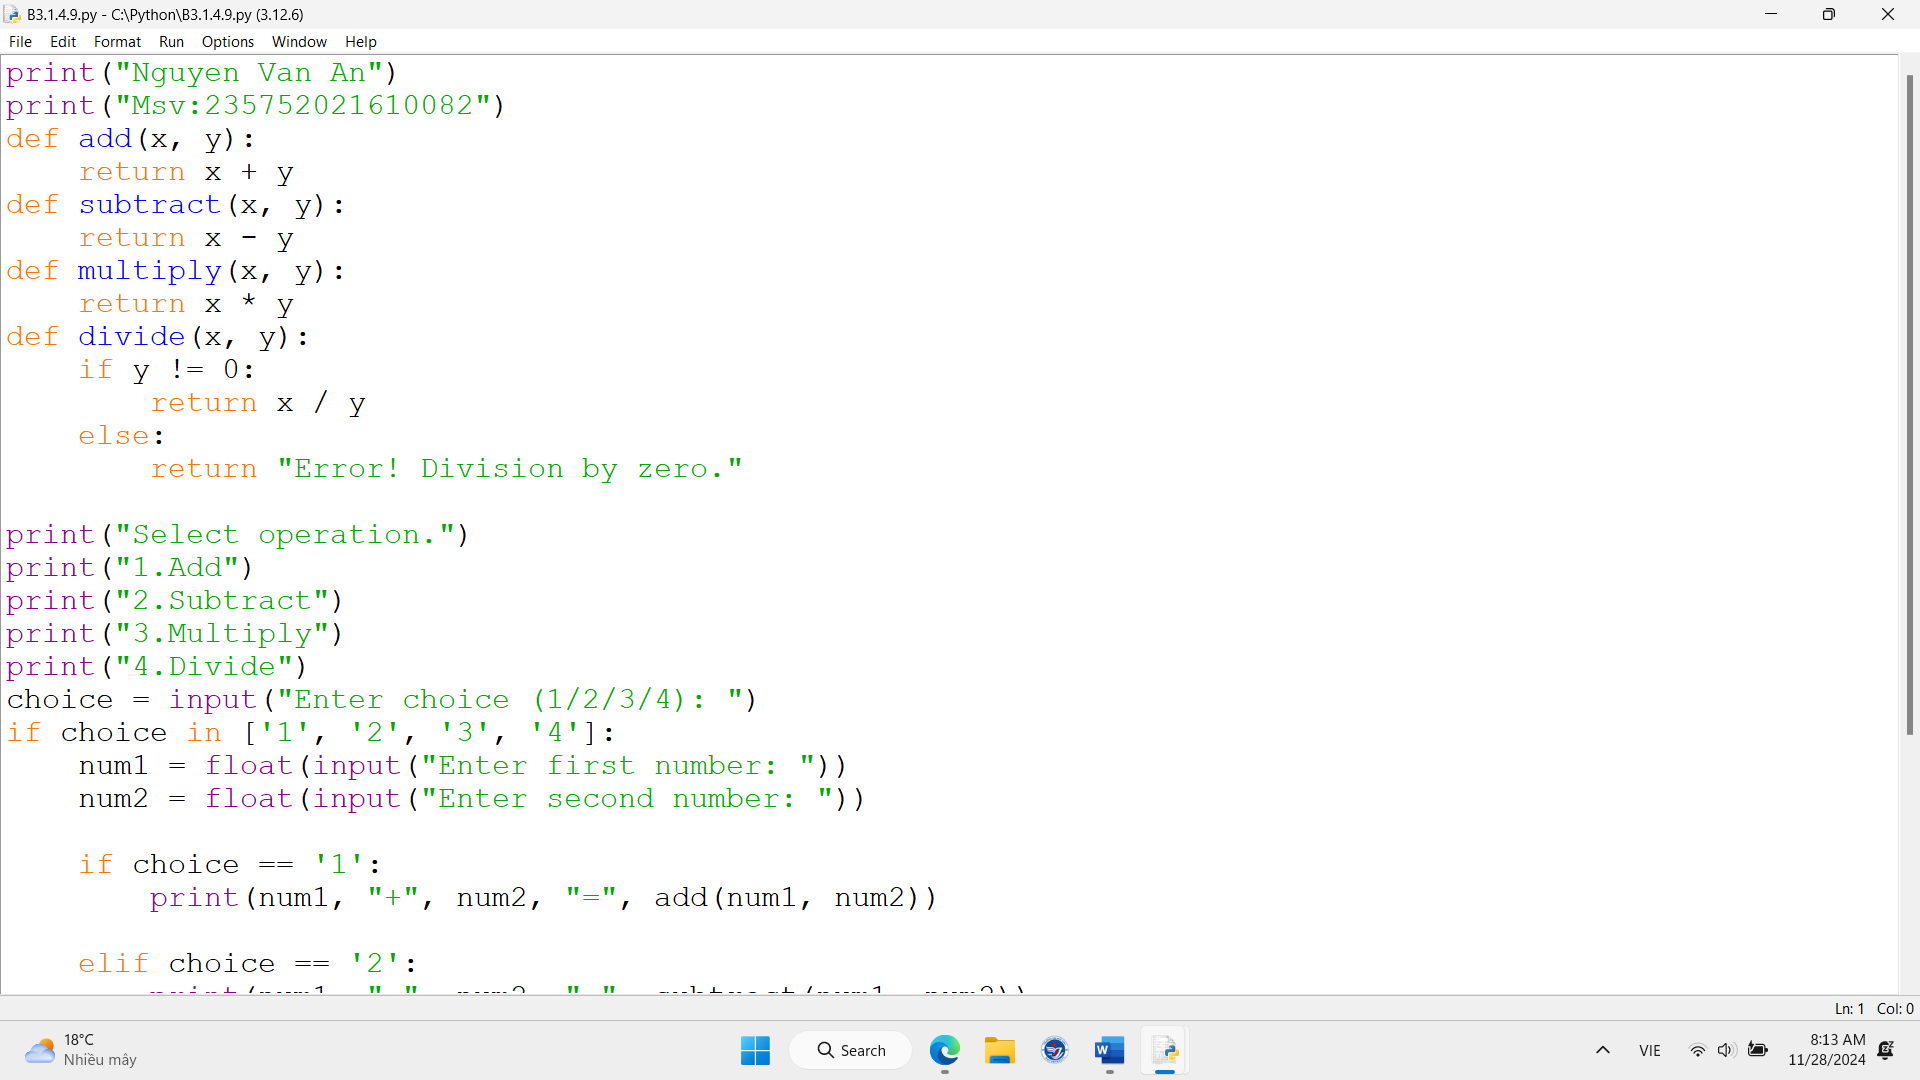 B3.1.4.9.py - C:\Python\B3.1.4.9.py (3.12.6)
File Edit Format Run Options Window Help
print("Nguyen Van An")
print("Msv:235752021610082")
def add(x, y):
    return x + y
def subtract(x, y):
    return x - y
def multiply(x, y):
    return x * y
def divide(x, y):
    if y != 0:
        return x / y
    else:
        return "Error! Division by zero."

print("Select operation.")
print("1.Add")
print("2.Subtract")
print("3.Multiply")
print("4.Divide")
choice = input("Enter choice (1/2/3/4): ")
if choice in ['1', '2', '3', '4']:
    num1 = float(input("Enter first number: "))
    num2 = float(input("Enter second number: "))

    if choice == '1':
        print(num1, "+", num2, "=", add(num1, num2))

    elif choice == '2':
Ln: 1 Col: 0
18°C
Nhiều mây
Search
VIE
8:13 AM
11/28/2024